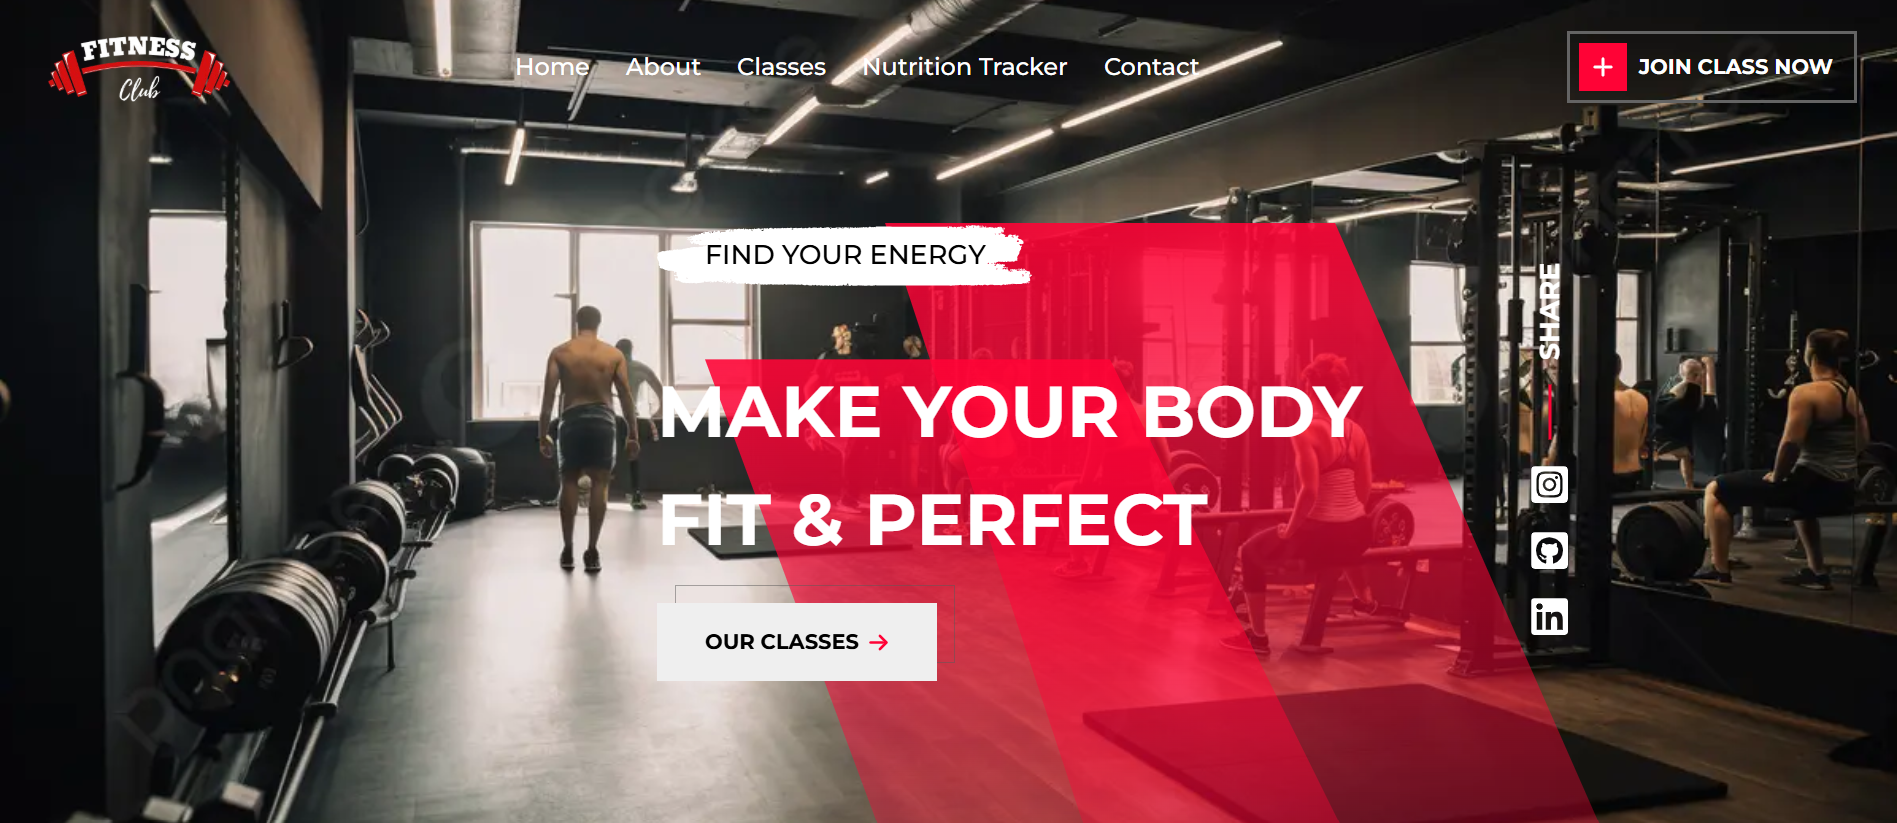 FITNESS
Club
Home
About
Classes
Nutrition Tracker
Contact
JOIN CLASS NOW
FIND YOUR ENERGY
MAKE YOUR BODY
FIT & PERFECT
OUR CLASSES
SHARE
in